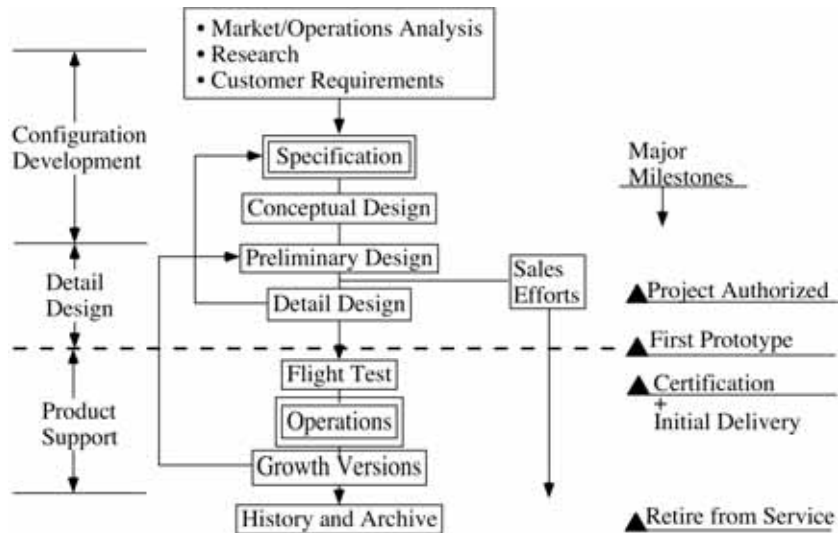 • Market/Operations Analysis
• Research
• Customer Requirements
Configuration
Development
Specification
Major
Milestones
Conceptual Design
Preliminary Design
Sales
Efforts
Detail
Design
Detail Design
Project Authorized
First Prototype
Flight Test
Certification
+
Initial Delivery
Product
Support
Operations
Growth Versions
History and Archive
Retire from Service